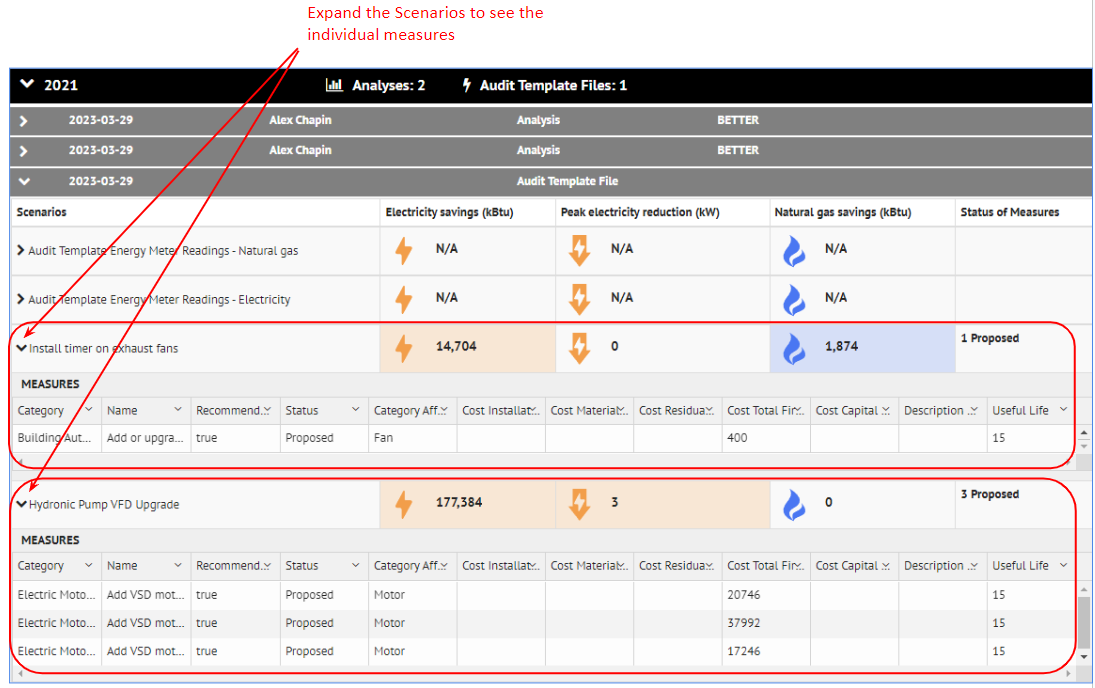 Expand the Scenarios to see the
individual measures
2021 Analyses: 2 Audit Template Files: 1
2023-03-29 Alex Chapin Analysis BETTER
2023-03-29 Alex Chapin Analysis BETTER
2023-03-29 Audit Template File
Scenarios Electricity savings (kBtu) Peak electricity reduction (kW) Natural gas savings (kBtu) Status of Measures
Audit Template Energy Meter Readings - Natural gas N/A N/A N/A
Audit Template Energy Meter Readings - Electricity N/A N/A N/A
Install timer on exhaust fans 14,704 0 1,874 1 Proposed
MEASURES
Category Name Recommend... Status Category Aff... Cost Installat... Cost Material... Cost Residua... Cost Total Fir... Cost Capital ... Description ... Useful Life
Building Aut... Add or upgra... true Proposed Fan 400 15
Hydronic Pump VFD Upgrade 177,384 3 0 3 Proposed
MEASURES
Category Name Recommend... Status Category Aff... Cost Installat... Cost Material... Cost Residua... Cost Total Fir... Cost Capital ... Description ... Useful Life
Electric Moto... Add VSD mot... true Proposed Motor 20746 15
Electric Moto... Add VSD mot... true Proposed Motor 37992 15
Electric Moto... Add VSD mot... true Proposed Motor 17246 15